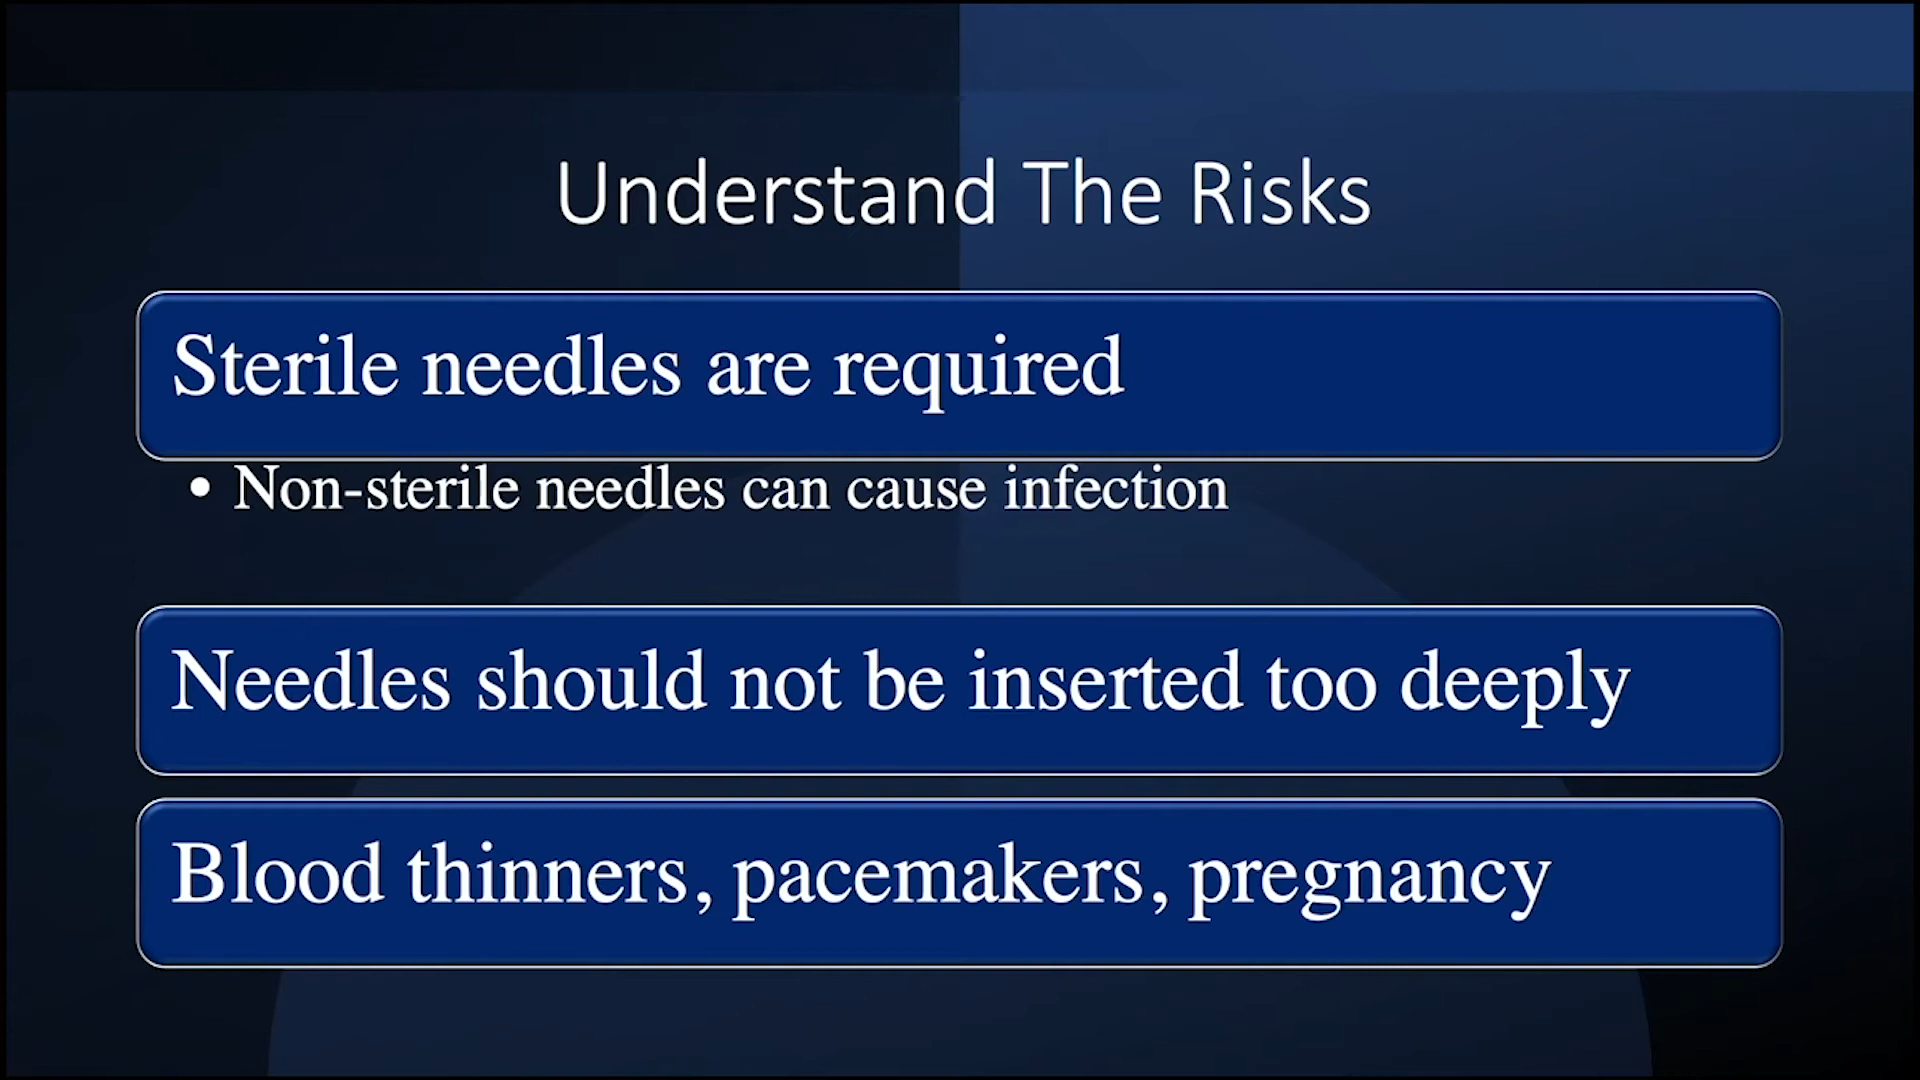 Understand The Risks
Sterile needles are required
• Non-sterile needles can cause infection
Needles should not be inserted too deeply
Blood thinners, pacemakers, pregnancy